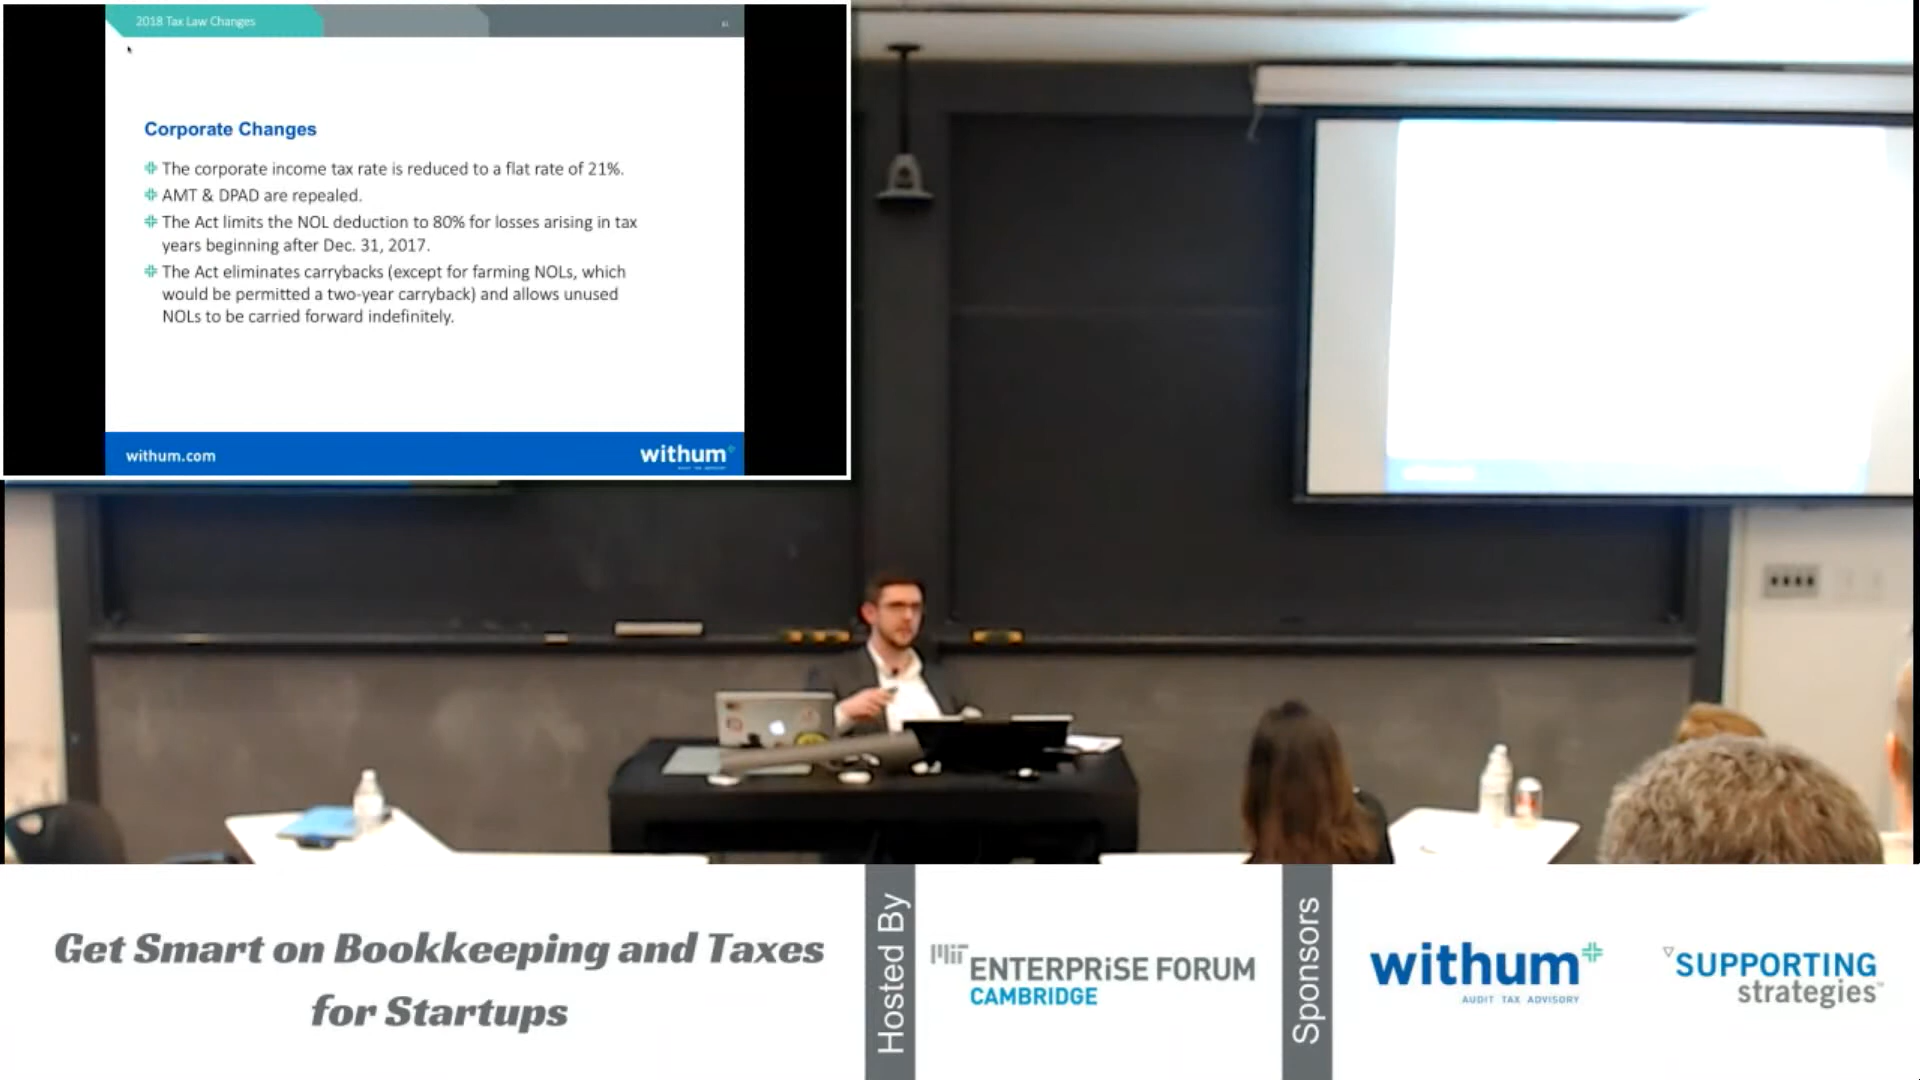 2018 Tax Law Changes
Corporate Changes
The corporate income tax rate is reduced to a flat rate of 21%.
AMT & DPAD are repealed.
The Act limits the NOL deduction to 80% for losses arising in tax
years beginning after Dec. 31, 2017.
The Act eliminates carrybacks (except for farming NOLs, which
would be permitted a two-year carryback) and allows unused
NOLs to be carried forward indefinitely.
withum.com
withum
AUDIT TAX ADVISORY
Get Smart on Bookkeeping and Taxes
for Startups
Hosted By
MiT
ENTERPRiSE FORUM
CAMBRIDGE
Sponsors
withum
AUDIT TAX ADVISORY
SUPPORTING
strategies